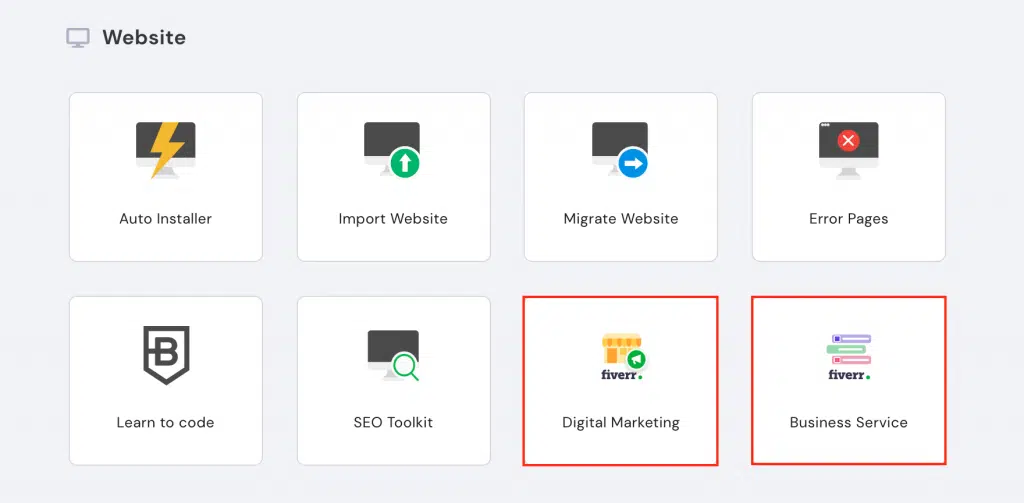 Website
Auto Installer
Import Website
Migrate Website
Error Pages
B
Learn to code
SEO Toolkit
fiverr.
Digital Marketing
fiverr.
Business Service